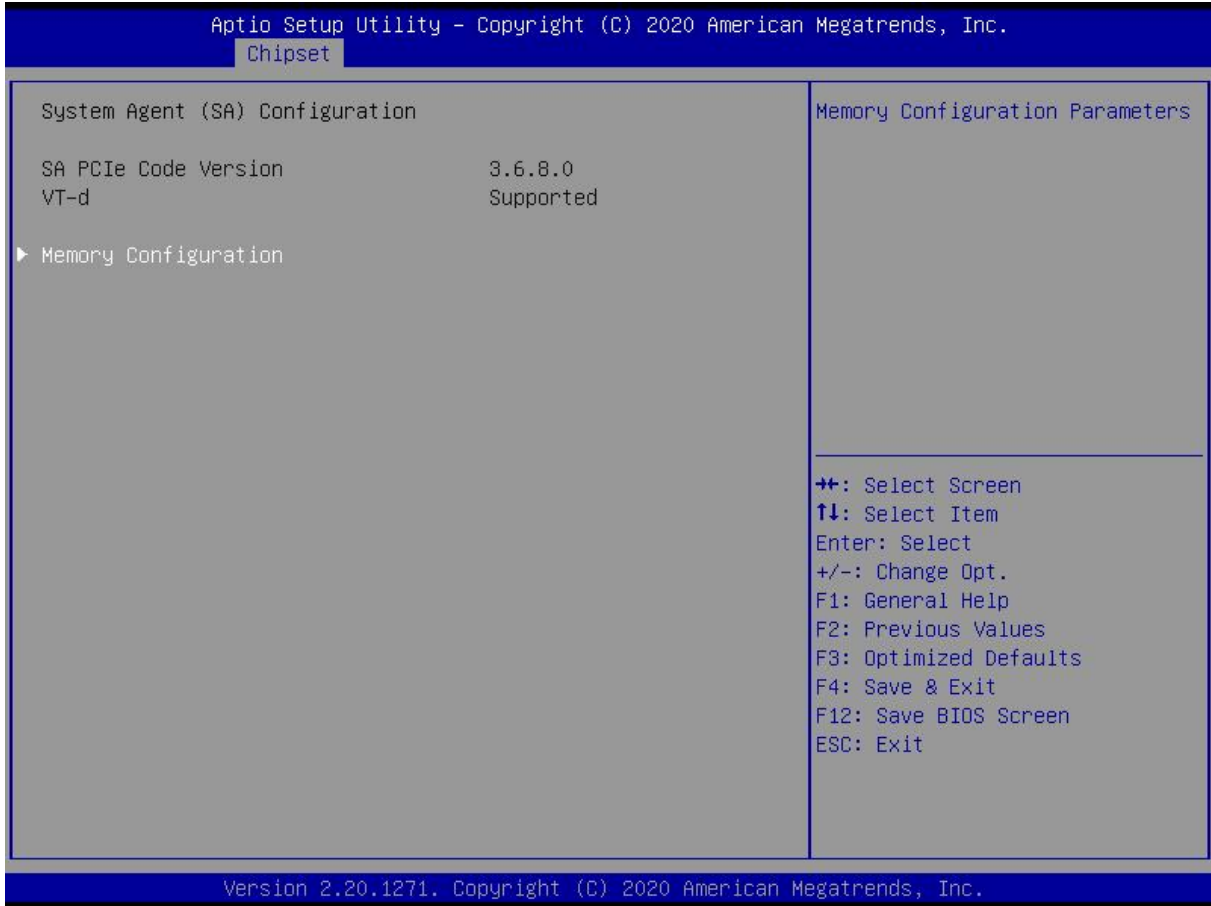 Aptio Setup Utility – Copyright (C) 2020 American Megatrends, Inc.
Chipset
System Agent (SA) Configuration
SA PCIe Code Version 3.6.8.0
VT-d Supported
► Memory Configuration
Memory Configuration Parameters
→←: Select Screen
↑↓: Select Item
Enter: Select
+/-: Change Opt.
F1: General Help
F2: Previous Values
F3: Optimized Defaults
F4: Save & Exit
F12: Save BIOS Screen
ESC: Exit
Version 2.20.1271. Copyright (C) 2020 American Megatrends, Inc.